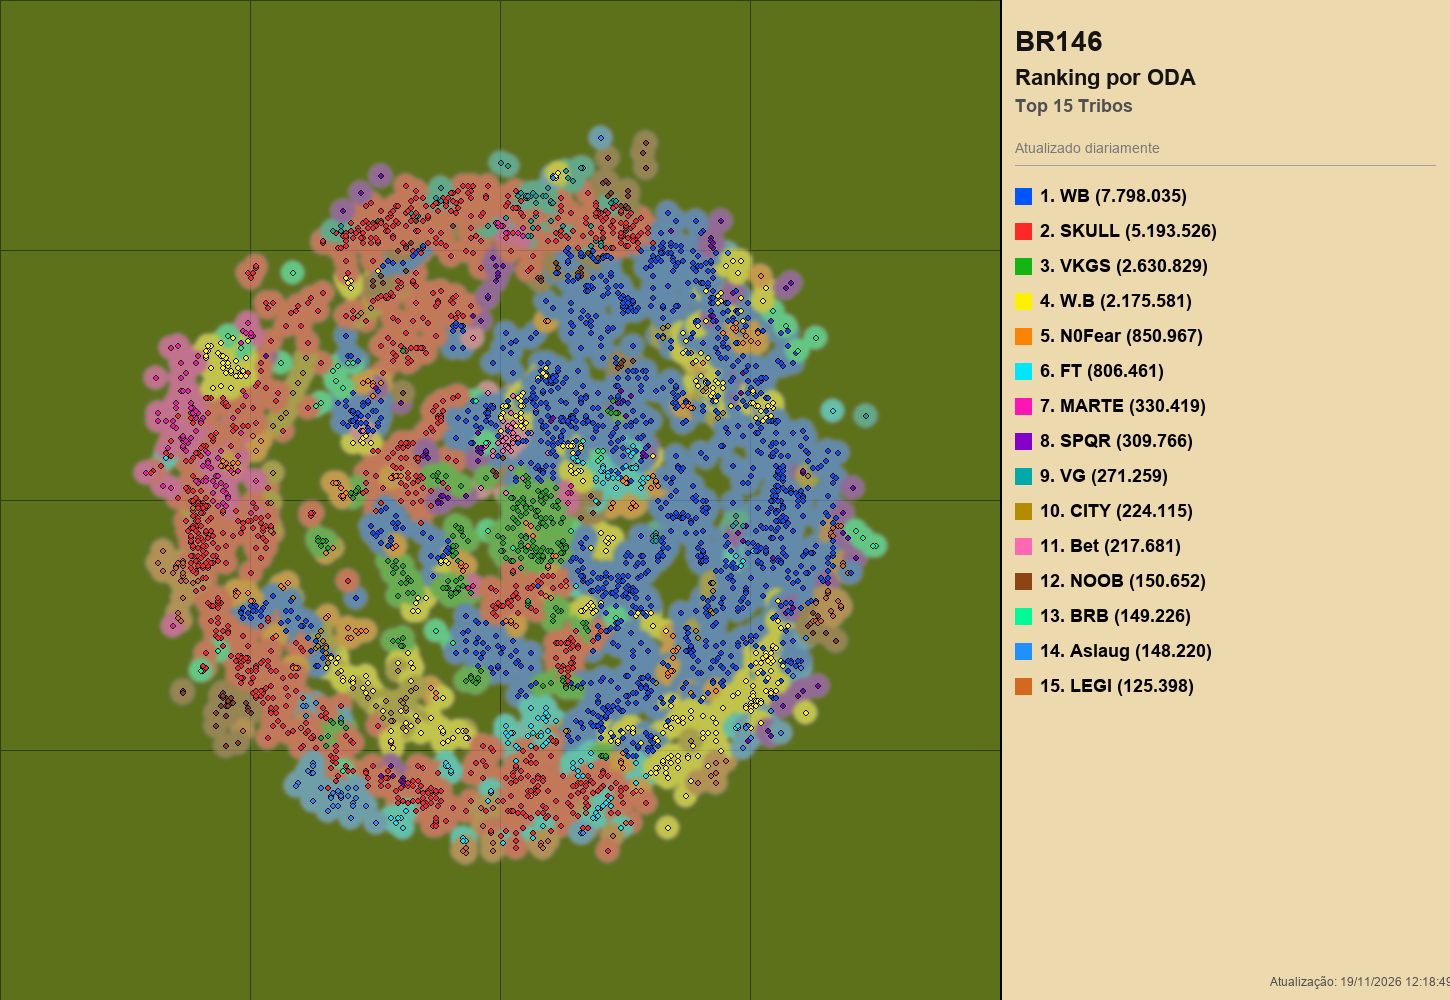 BR146
Ranking por ODA
Top 15 Tribos
Atualizado diariamente
1. WB (7.798.035)
2. SKULL (5.193.526)
3. VKGS (2.630.829)
4. W.B (2.175.581)
5. N0Fear (850.967)
6. FT (806.461)
7. MARTE (330.419)
8. SPQR (309.766)
9. VG (271.259)
10. CITY (224.115)
11. Bet (217.681)
12. NOOB (150.652)
13. BRB (149.226)
14. Aslaug (148.220)
15. LEGI (125.398)
Atualização: 19/11/2026 12:18:49